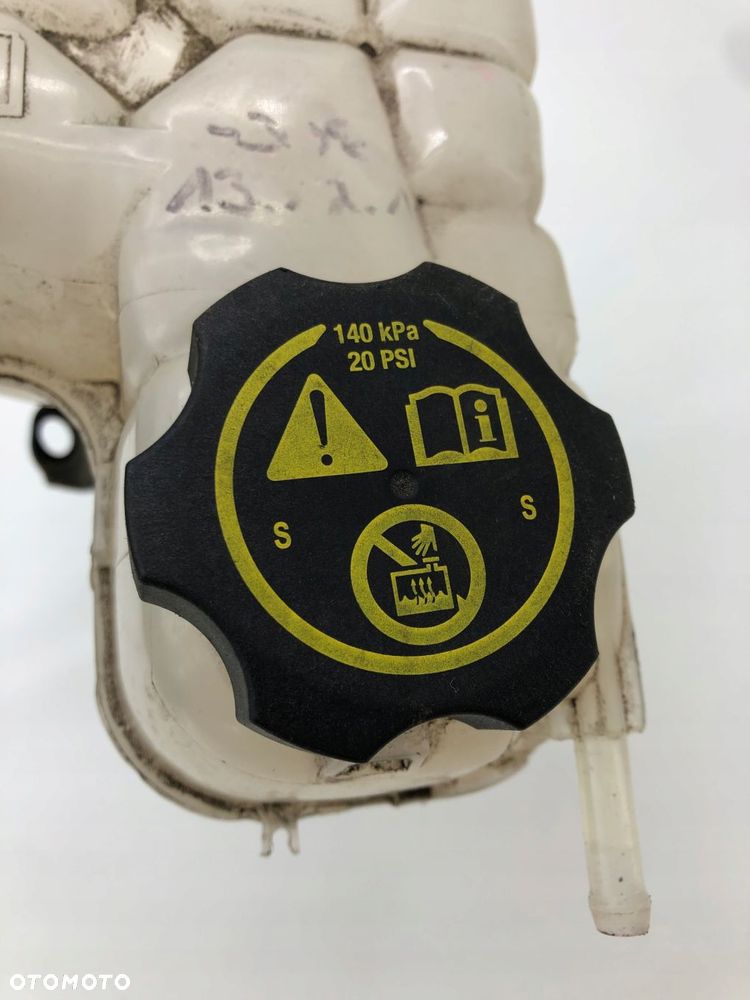 140 kPa
20 PSI
i
S
S
OTOMOTO